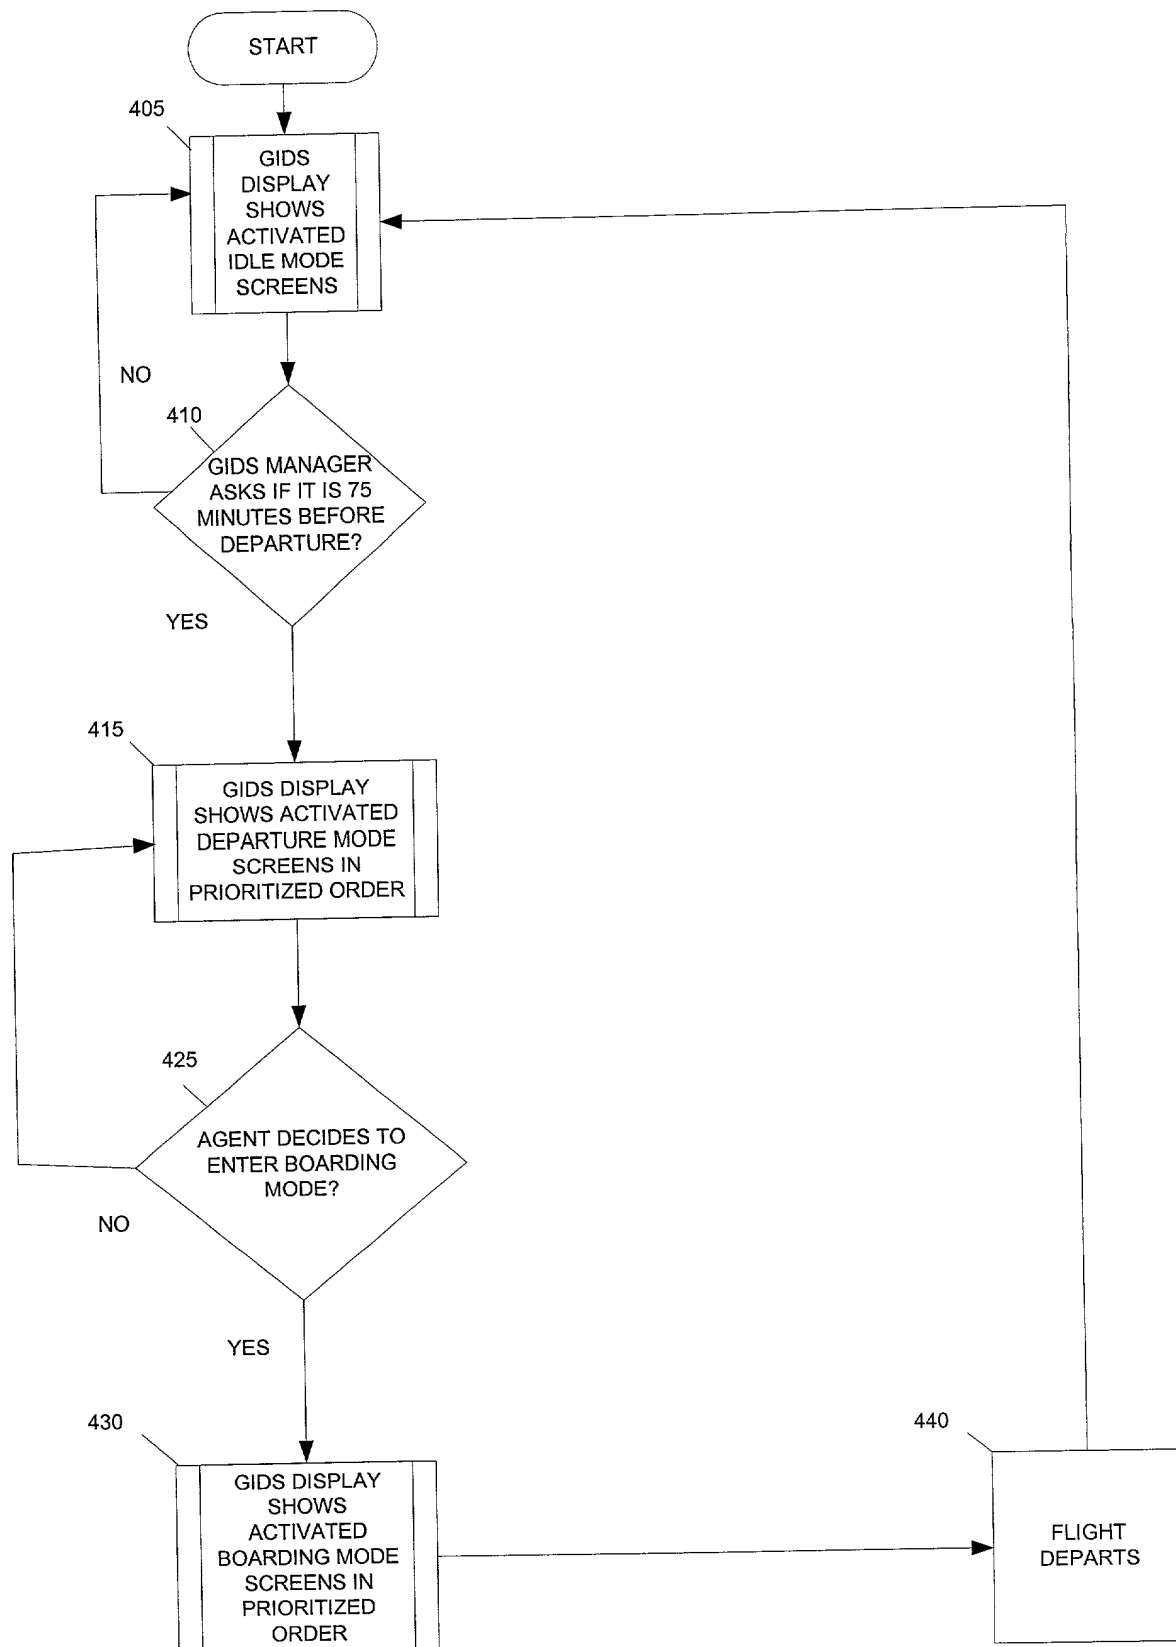 START
405
GIDS
DISPLAY
SHOWS
ACTIVATED
IDLE MODE
SCREENS
NO
410
GIDS MANAGER
ASKS IF IT IS 75
MINUTES BEFORE
DEPARTURE?
YES
415
GIDS DISPLAY
SHOWS ACTIVATED
DEPARTURE MODE
SCREENS IN
PRIORITIZED ORDER
425
AGENT DECIDES TO
ENTER BOARDING
MODE?
NO
YES
430
GIDS DISPLAY
SHOWS
ACTIVATED
BOARDING MODE
SCREENS IN
PRIORITIZED
ORDER
440
FLIGHT
DEPARTS